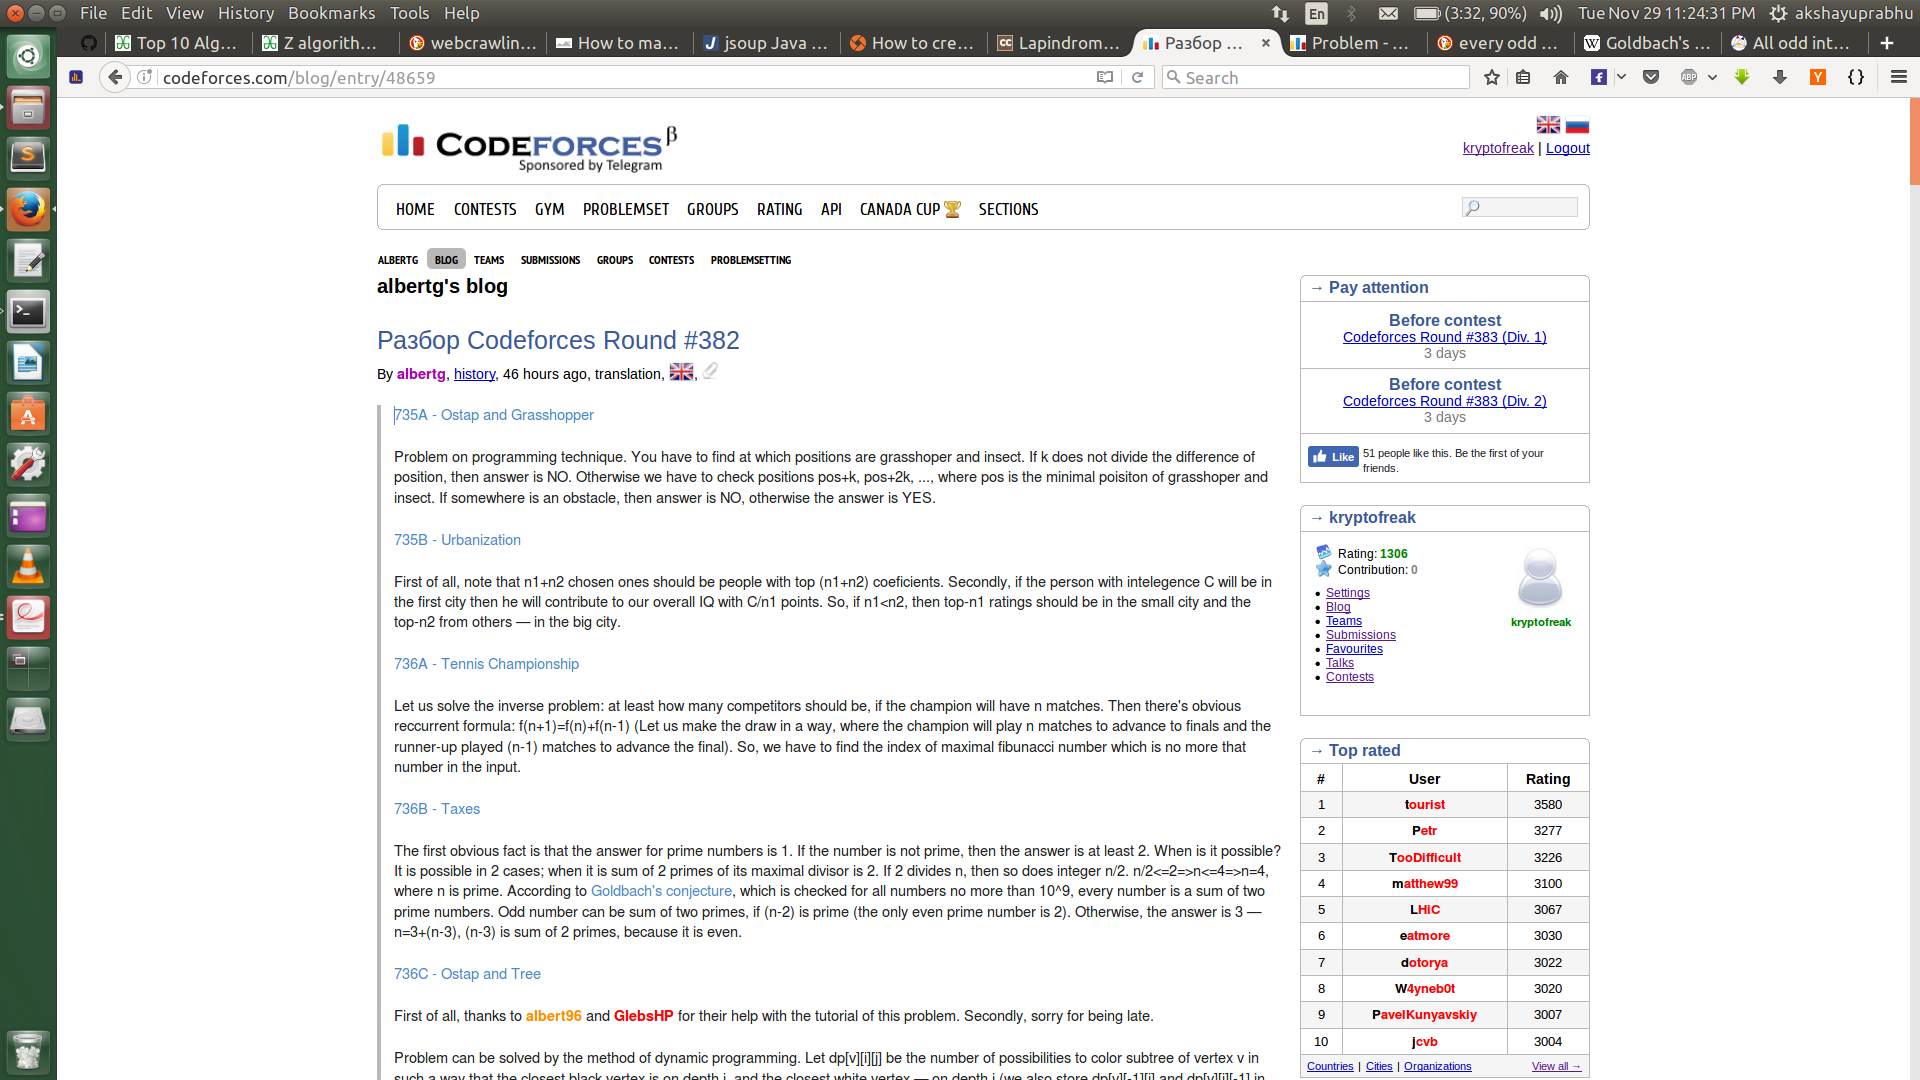 File Edit View History Bookmarks Tools Help
En (3:32, 90%) Tue Nov 29 11:24:31 PM akshayuprabhu
Top 10 Alg... Z algorith... webcrawlin... How to ma... jsoup Java ... How to cre... Lapindrom... Разбор ... Problem - ... every odd ... Goldbach's ... All odd int...
codeforces.com/blog/entry/48659 Search
CODEFORCES β
Sponsored by Telegram
kryptofreak | Logout
HOME CONTESTS GYM PROBLEMSET GROUPS RATING API CANADA CUP SECTIONS
ALBERTG BLOG TEAMS SUBMISSIONS GROUPS CONTESTS PROBLEMSETTING
albertg's blog
Разбор Codeforces Round #382
By albertg, history, 46 hours ago, translation, ,
735A - Ostap and Grasshopper
Problem on programming technique. You have to find at which positions are grasshoper and insect. If k does not divide the difference of
position, then answer is NO. Otherwise we have to check positions pos+k, pos+2k, ..., where pos is the minimal poisiton of grasshoper and
insect. If somewhere is an obstacle, then answer is NO, otherwise the answer is YES.
735B - Urbanization
First of all, note that n1+n2 chosen ones should be people with top (n1+n2) coeficients. Secondly, if the person with intelegence C will be in
the first city then he will contribute to our overall IQ with C/n1 points. So, if n1<n2, then top-n1 ratings should be in the small city and the
top-n2 from others — in the big city.
736A - Tennis Championship
Let us solve the inverse problem: at least how many competitors should be, if the champion will have n matches. Then there's obvious
reccurrent formula: f(n+1)=f(n)+f(n-1) (Let us make the draw in a way, where the champion will play n matches to advance to finals and the
runner-up played (n-1) matches to advance the final). So, we have to find the index of maximal fibunacci number which is no more that
number in the input.
736B - Taxes
The first obvious fact is that the answer for prime numbers is 1. If the number is not prime, then the answer is at least 2. When is it possible?
It is possible in 2 cases; when it is sum of 2 primes of its maximal divisor is 2. If 2 divides n, then so does integer n/2. n/2<=2=>n<=4=>n=4,
where n is prime. According to Goldbach's conjecture, which is checked for all numbers no more than 10^9, every number is a sum of two
prime numbers. Odd number can be sum of two primes, if (n-2) is prime (the only even prime number is 2). Otherwise, the answer is 3 —
n=3+(n-3), (n-3) is sum of 2 primes, because it is even.
736C - Ostap and Tree
First of all, thanks to albert96 and GlebsHP for their help with the tutorial of this problem. Secondly, sorry for being late.
Problem can be solved by the method of dynamic programming. Let dp[v][i][j] be the number of possibilities to color subtree of vertex v in
such a way that the closest black vertex is on depth i, and the closest white vertex — on depth j (we also store dp[v][-1][j] and dp[v][i][-1] in
→ Pay attention
Before contest
Codeforces Round #383 (Div. 1)
3 days
Before contest
Codeforces Round #383 (Div. 2)
3 days
Like 51 people like this. Be the first of your
friends.
→ kryptofreak
Rating: 1306
Contribution: 0
Settings
Blog
Teams
Submissions
Favourites
Talks
Contests
kryptofreak
→ Top rated
# User Rating
1 tourist 3580
2 Petr 3277
3 TooDifficult 3226
4 matthew99 3100
5 LHiC 3067
6 eatmore 3030
7 dotorya 3022
8 W4yneb0t 3020
9 PavelKunyavskiy 3007
10 jcvb 3004
Countries | Cities | Organizations View all →